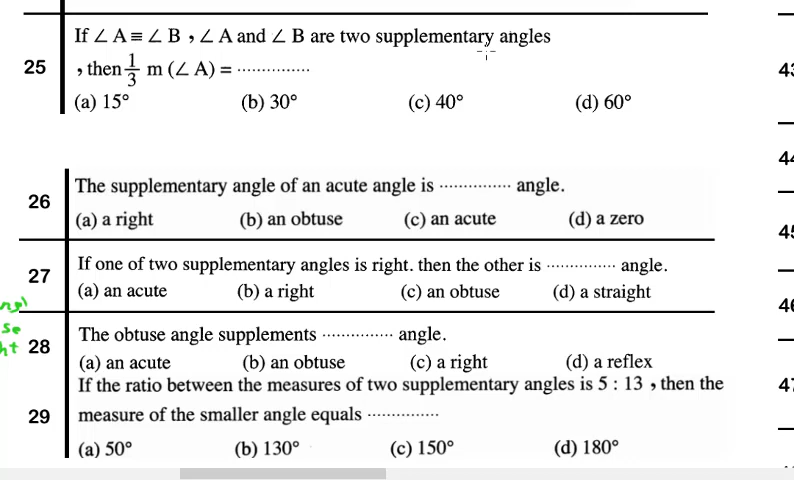 25
If ∠ A ≡ ∠ B , ∠ A and ∠ B are two supplementary angles
, then 1/3 m (∠ A) = ...............
(a) 15° (b) 30° (c) 40° (d) 60°
26
The supplementary angle of an acute angle is ............... angle.
(a) a right (b) an obtuse (c) an acute (d) a zero
27
If one of two supplementary angles is right. then the other is ............... angle.
(a) an acute (b) a right (c) an obtuse (d) a straight
28
The obtuse angle supplements ............... angle.
(a) an acute (b) an obtuse (c) a right (d) a reflex
29
If the ratio between the measures of two supplementary angles is 5 : 13 , then the
measure of the smaller angle equals ...............
(a) 50° (b) 130° (c) 150° (d) 180°
44
45
46